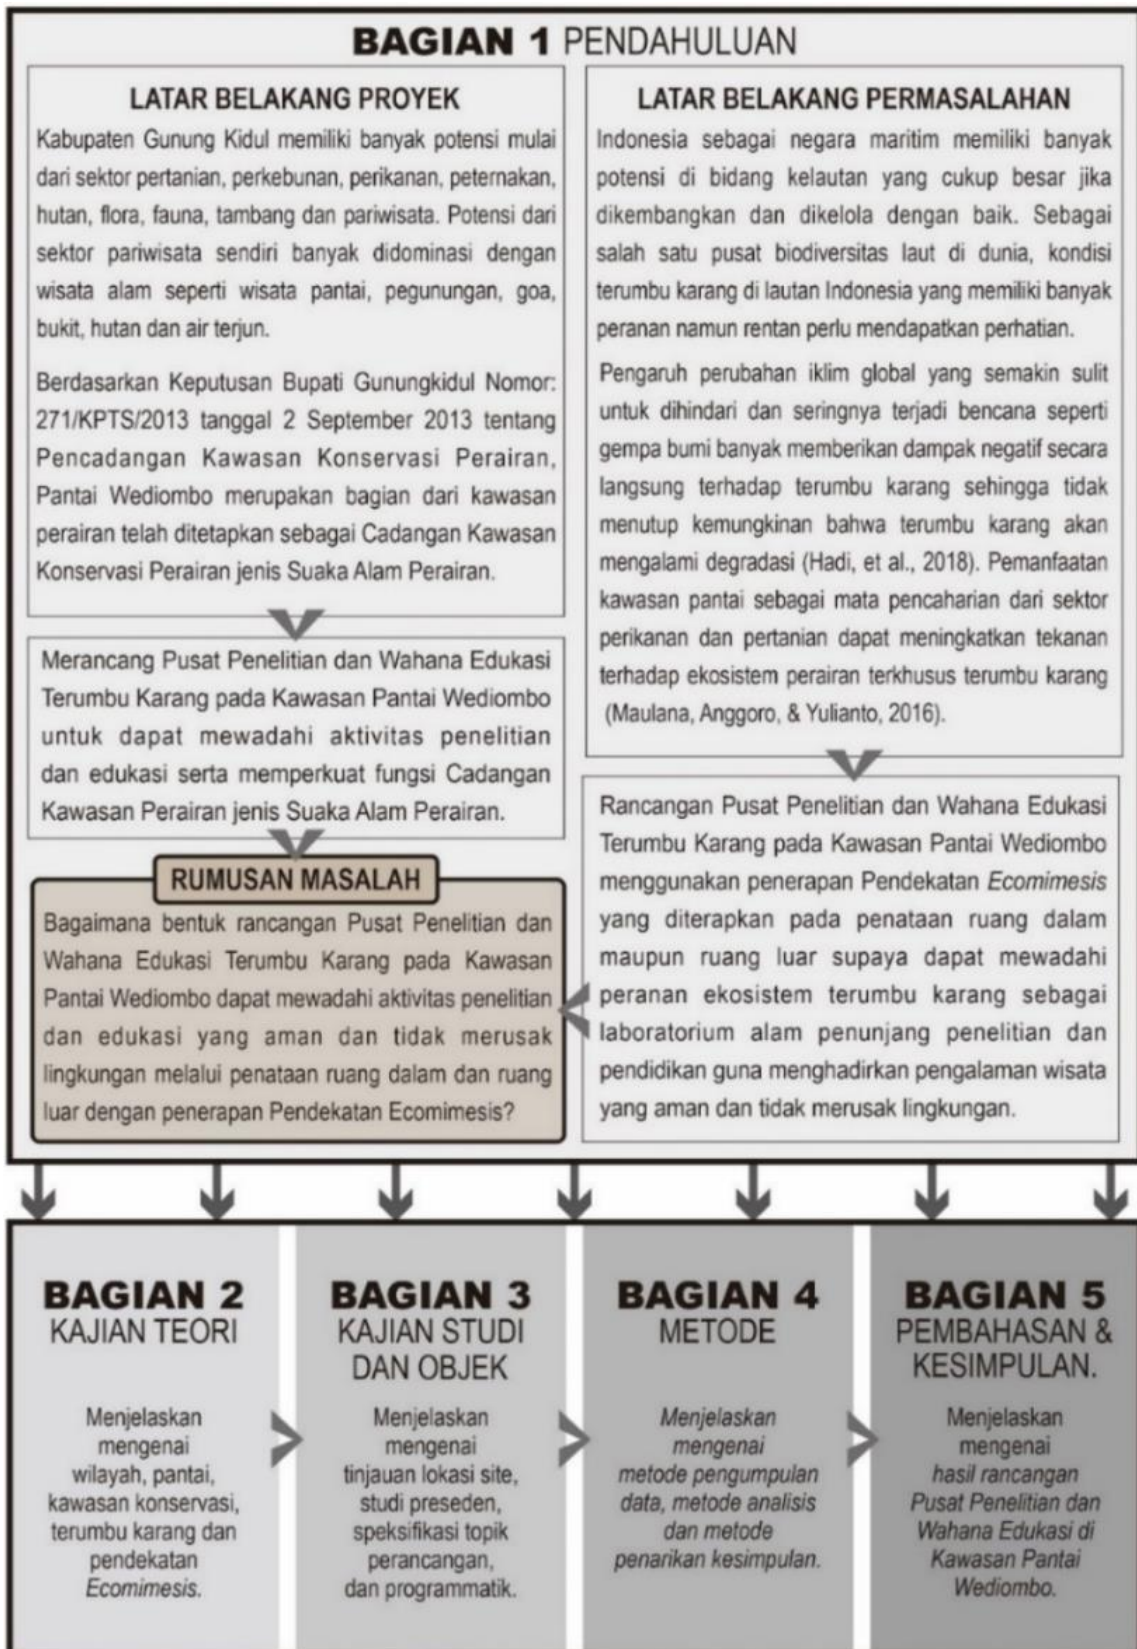 BAGIAN 1 PENDAHULUAN
LATAR BELAKANG PROYEK
Kabupaten Gunung Kidul memiliki banyak potensi mulai
dari sektor pertanian, perkebunan, perikanan, peternakan,
hutan, flora, fauna, tambang dan pariwisata. Potensi dari
sektor pariwisata sendiri banyak didominasi dengan
wisata alam seperti wisata pantai, pegunungan, goa,
bukit, hutan dan air terjun.
Berdasarkan Keputusan Bupati Gunungkidul Nomor:
271/KPTS/2013 tanggal 2 September 2013 tentang
Pencadangan Kawasan Konservasi Perairan,
Pantai Wediombo merupakan bagian dari kawasan
perairan telah ditetapkan sebagai Cadangan Kawasan
Konservasi Perairan jenis Suaka Alam Perairan.
Merancang Pusat Penelitian dan Wahana Edukasi
Terumbu Karang pada Kawasan Pantai Wediombo
untuk dapat mewadahi aktivitas penelitian
dan edukasi serta memperkuat fungsi Cadangan
Kawasan Perairan jenis Suaka Alam Perairan.
RUMUSAN MASALAH
Bagaimana bentuk rancangan Pusat Penelitian dan
Wahana Edukasi Terumbu Karang pada Kawasan
Pantai Wediombo dapat mewadahi aktivitas penelitian
dan edukasi yang aman dan tidak merusak
lingkungan melalui penataan ruang dalam dan ruang
luar dengan penerapan Pendekatan Ecomimesis?
LATAR BELAKANG PERMASALAHAN
Indonesia sebagai negara maritim memiliki banyak
potensi di bidang kelautan yang cukup besar jika
dikembangkan dan dikelola dengan baik. Sebagai
salah satu pusat biodiversitas laut di dunia, kondisi
terumbu karang di lautan Indonesia yang memiliki banyak
peranan namun rentan perlu mendapatkan perhatian.
Pengaruh perubahan iklim global yang semakin sulit
untuk dihindari dan seringnya terjadi bencana seperti
gempa bumi banyak memberikan dampak negatif secara
langsung terhadap terumbu karang sehingga tidak
menutup kemungkinan bahwa terumbu karang akan
mengalami degradasi (Hadi, et al., 2018). Pemanfaatan
kawasan pantai sebagai mata pencaharian dari sektor
perikanan dan pertanian dapat meningkatkan tekanan
terhadap ekosistem perairan terkhusus terumbu karang
(Maulana, Anggoro, & Yulianto, 2016).
Rancangan Pusat Penelitian dan Wahana Edukasi
Terumbu Karang pada Kawasan Pantai Wediombo
menggunakan penerapan Pendekatan Ecomimesis
yang diterapkan pada penataan ruang dalam
maupun ruang luar supaya dapat mewadahi
peranan ekosistem terumbu karang sebagai
laboratorium alam penunjang penelitian dan
pendidikan guna menghadirkan pengalaman wisata
yang aman dan tidak merusak lingkungan.
BAGIAN 2
KAJIAN TEORI
Menjelaskan
mengenai
wilayah, pantai,
kawasan konservasi,
terumbu karang dan
pendekatan
Ecomimesis.
BAGIAN 3
KAJIAN STUDI
DAN OBJEK
Menjelaskan
mengenai
tinjauan lokasi site,
studi preseden,
speksifikasi topik
perancangan,
dan programmatik.
BAGIAN 4
METODE
Menjelaskan
mengenai
metode pengumpulan
data, metode analisis
dan metode
penarikan kesimpulan.
BAGIAN 5
PEMBAHASAN &
KESIMPULAN.
Menjelaskan
mengenai
hasil rancangan
Pusat Penelitian dan
Wahana Edukasi di
Kawasan Pantai
Wediombo.